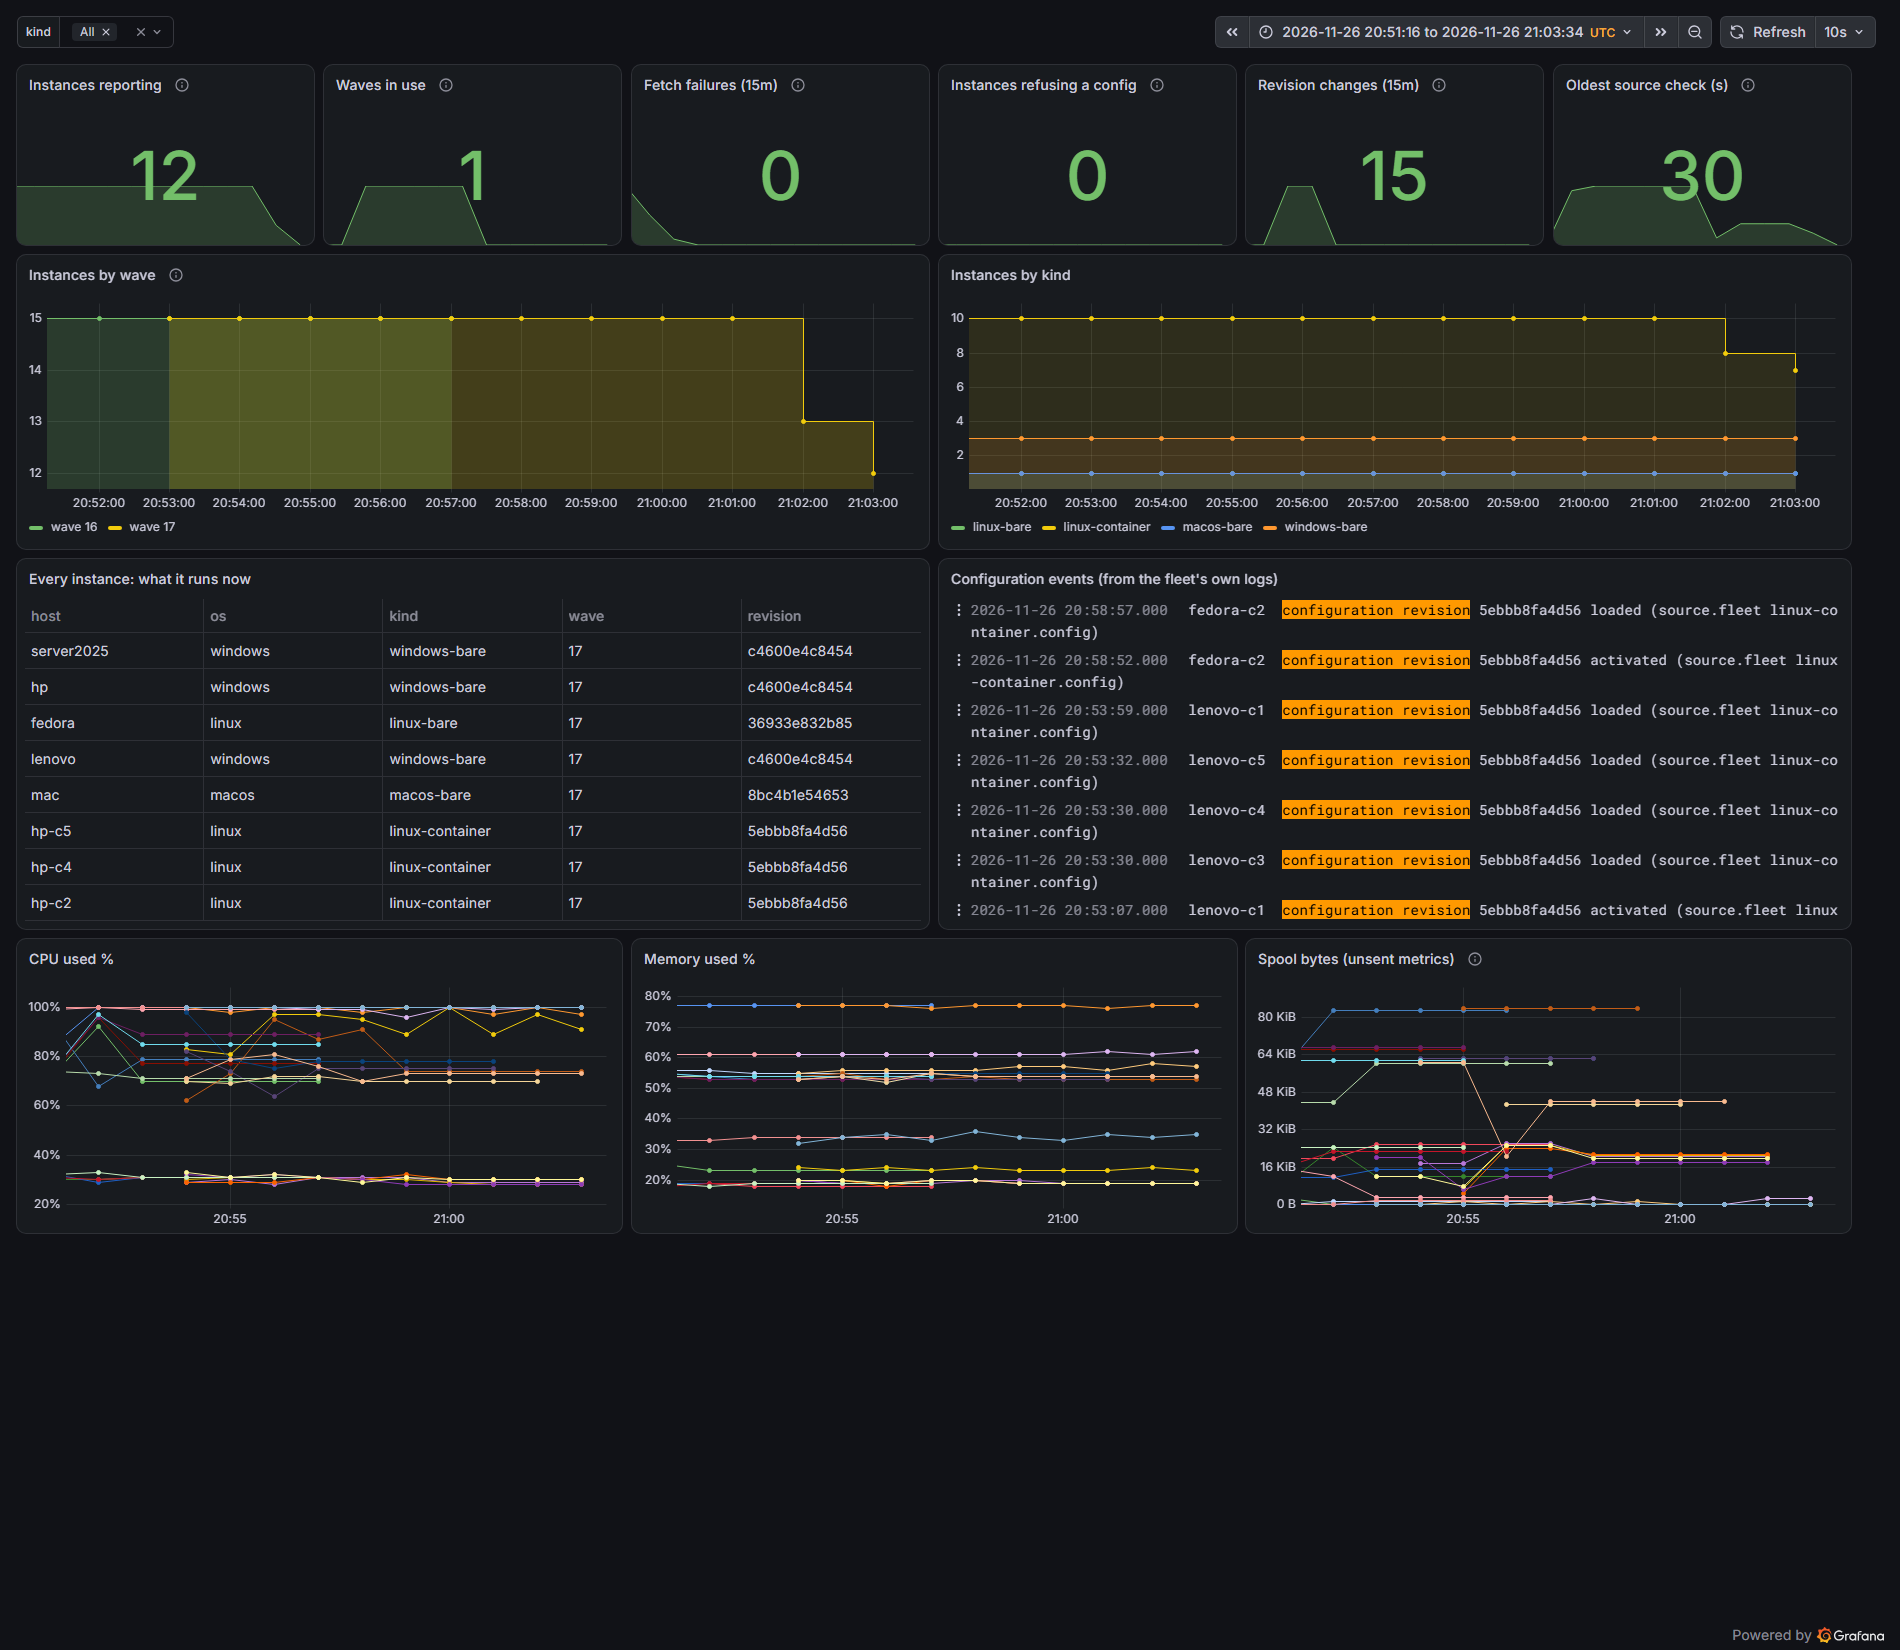 kind All
2026-11-26 20:51:16 to 2026-11-26 21:03:34 UTC Refresh 10s
Instances reporting
12
Waves in use
1
Fetch failures (15m)
0
Instances refusing a config
0
Revision changes (15m)
15
Oldest source check (s)
30
Instances by wave
15
14
13
12
20:52:00 20:53:00 20:54:00 20:55:00 20:56:00 20:57:00 20:58:00 20:59:00 21:00:00 21:01:00 21:02:00 21:03:00
wave 16 wave 17
Instances by kind
10
8
6
4
2
20:52:00 20:53:00 20:54:00 20:55:00 20:56:00 20:57:00 20:58:00 20:59:00 21:00:00 21:01:00 21:02:00 21:03:00
linux-bare linux-container macos-bare windows-bare
Every instance: what it runs now
host os kind wave revision
server2025 windows windows-bare 17 c4600e4c8454
hp windows windows-bare 17 c4600e4c8454
fedora linux linux-bare 17 36933e832b85
lenovo windows windows-bare 17 c4600e4c8454
mac macos macos-bare 17 8bc4b1e54653
hp-c5 linux linux-container 17 5ebbb8fa4d56
hp-c4 linux linux-container 17 5ebbb8fa4d56
hp-c2 linux linux-container 17 5ebbb8fa4d56
Configuration events (from the fleet's own logs)
2026-11-26 20:58:57.000 fedora-c2 configuration revision 5ebbb8fa4d56 loaded (source.fleet linux-co
ntainer.config)
2026-11-26 20:58:52.000 fedora-c2 configuration revision 5ebbb8fa4d56 activated (source.fleet linux
-container.config)
2026-11-26 20:53:59.000 lenovo-c1 configuration revision 5ebbb8fa4d56 loaded (source.fleet linux-co
ntainer.config)
2026-11-26 20:53:32.000 lenovo-c5 configuration revision 5ebbb8fa4d56 loaded (source.fleet linux-co
ntainer.config)
2026-11-26 20:53:30.000 lenovo-c4 configuration revision 5ebbb8fa4d56 loaded (source.fleet linux-co
ntainer.config)
2026-11-26 20:53:30.000 lenovo-c3 configuration revision 5ebbb8fa4d56 loaded (source.fleet linux-co
ntainer.config)
2026-11-26 20:53:07.000 lenovo-c1 configuration revision 5ebbb8fa4d56 activated (source.fleet linux
CPU used %
100%
80%
60%
40%
20%
20:55 21:00
Memory used %
80%
70%
60%
50%
40%
30%
20%
20:55 21:00
Spool bytes (unsent metrics)
80 KiB
64 KiB
48 KiB
32 KiB
16 KiB
0 B
20:55 21:00
Powered by Grafana